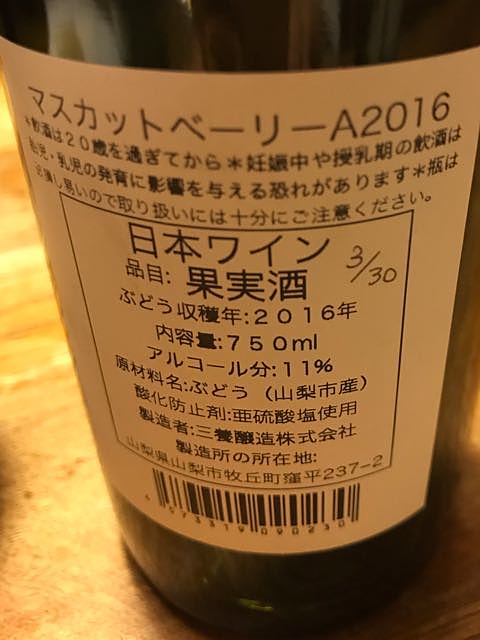 マスカットベーリーA2016
*飲酒は20歳を過ぎてから*妊娠中や授乳期の飲酒は
胎児・乳児の発育に影響を与える恐れがあります*瓶は
破損し易いので取り扱いには十分にご注意ください。
日本ワイン
3/30
品目: 果実酒
ぶどう収穫年:2016年
内容量:750ml
アルコール分:11%
原材料名:ぶどう(山梨市産)
酸化防止剤:亜硫酸塩使用
製造者:三養醸造株式会社
製造所の所在地:
山梨県山梨市牧丘町窪平237-2
4573319090230